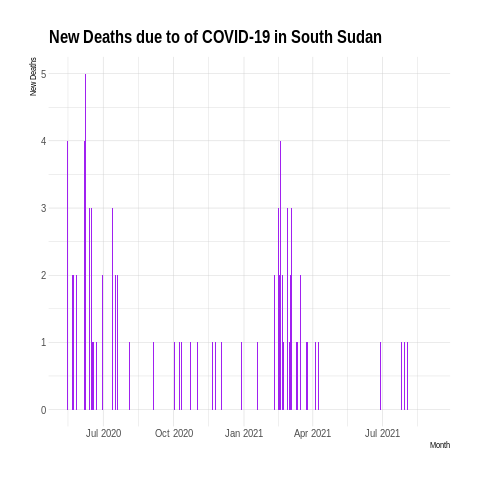 New Deaths due to of COVID-19 in South Sudan
New Deaths
5
4
3
2
1
0
Jul 2020 Oct 2020 Jan 2021 Apr 2021 Jul 2021
Month